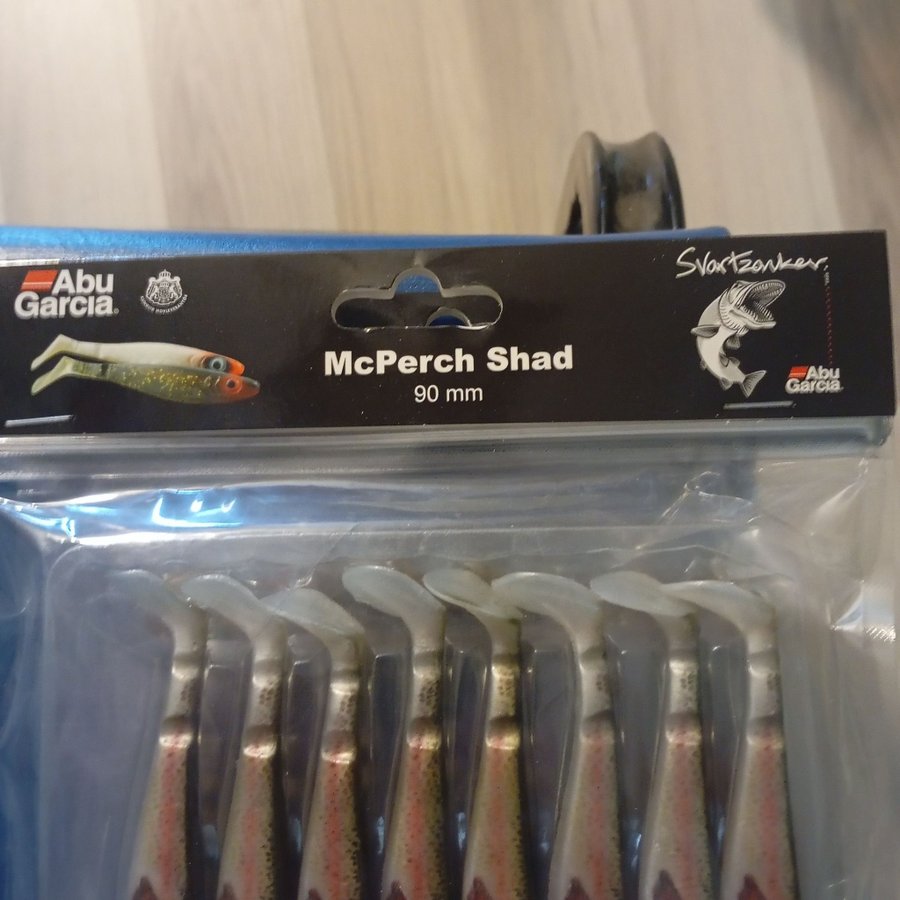 Abu
Garcia
McPerch Shad
90 mm
Svartzonker
Abu
Garcia